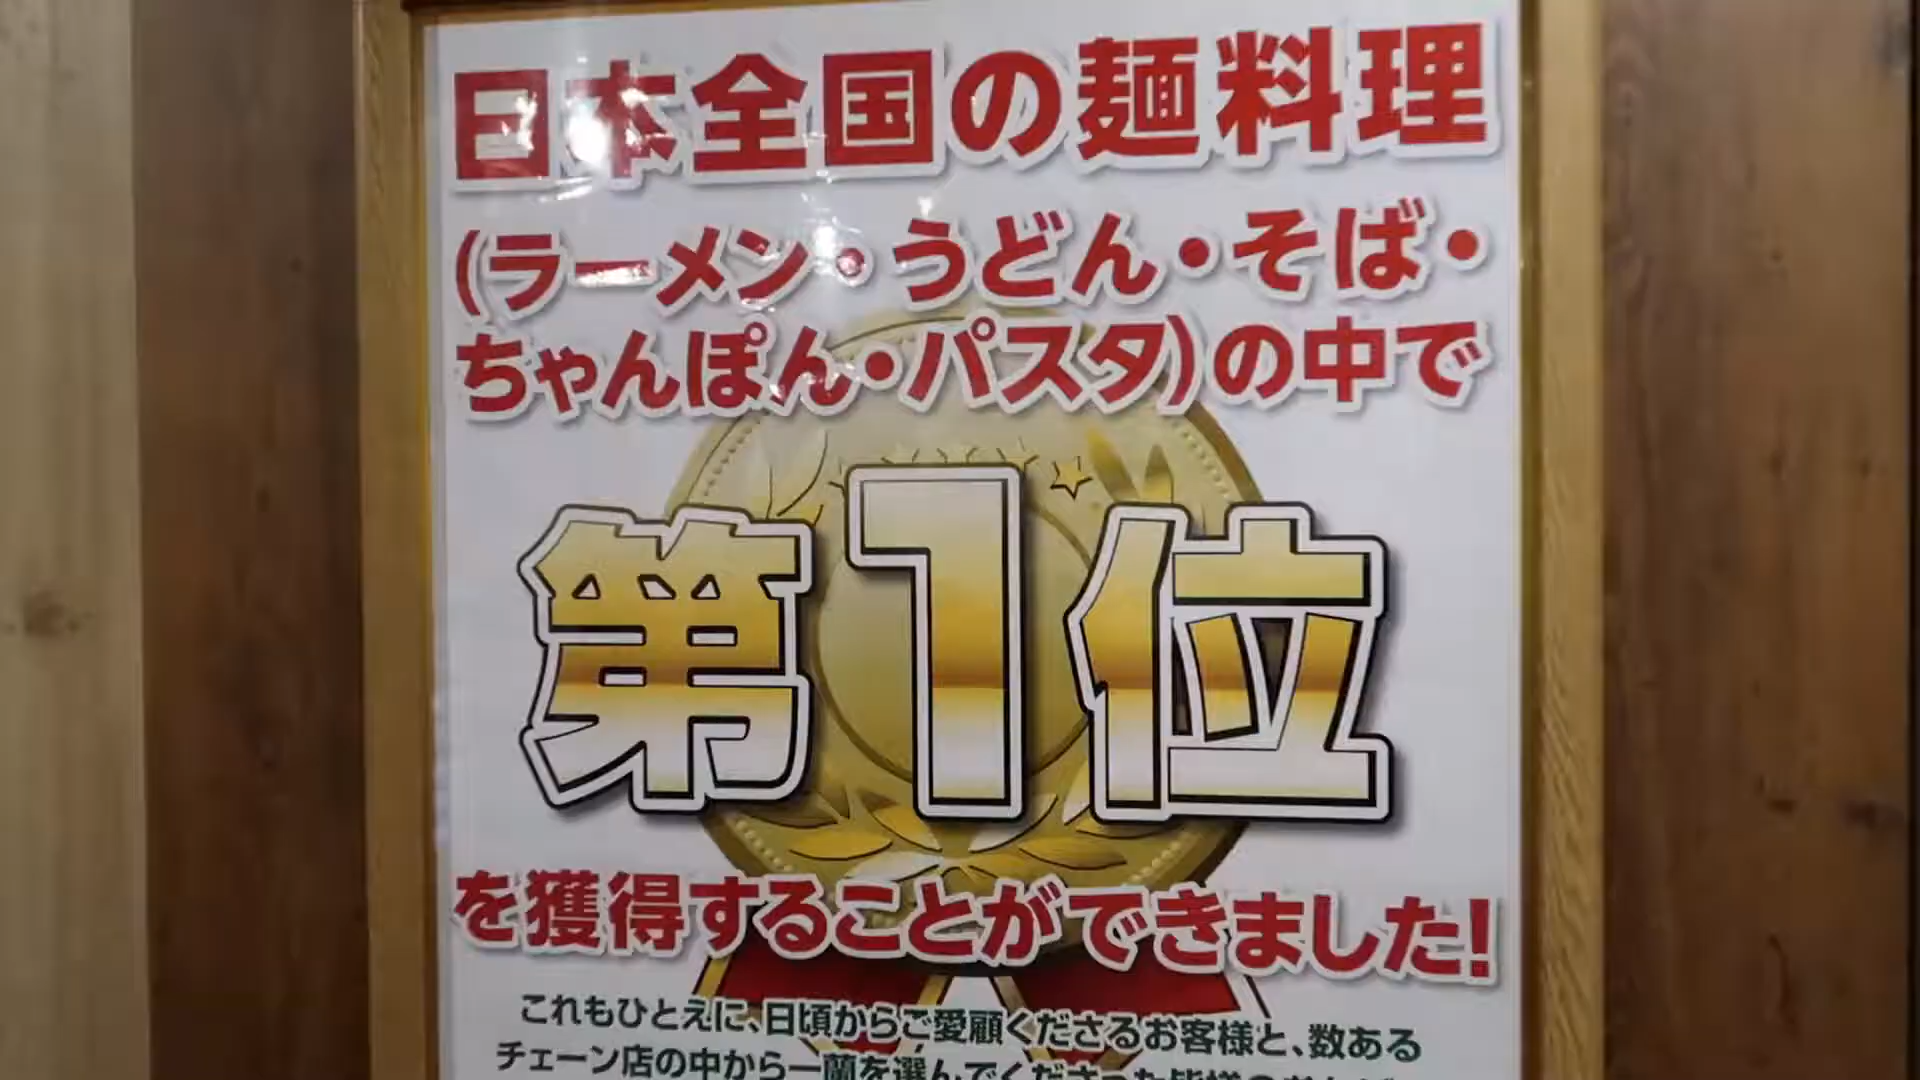 日本全国の麺料理
(ラーメン・うどん・そば・
ちゃんぽん・パスタ)の中で
第1位
を獲得することができました!
これもひとえに、日頃からご愛顧くださるお客様と、数ある
チェーン店の中から一蘭を選んでくださった皆様の